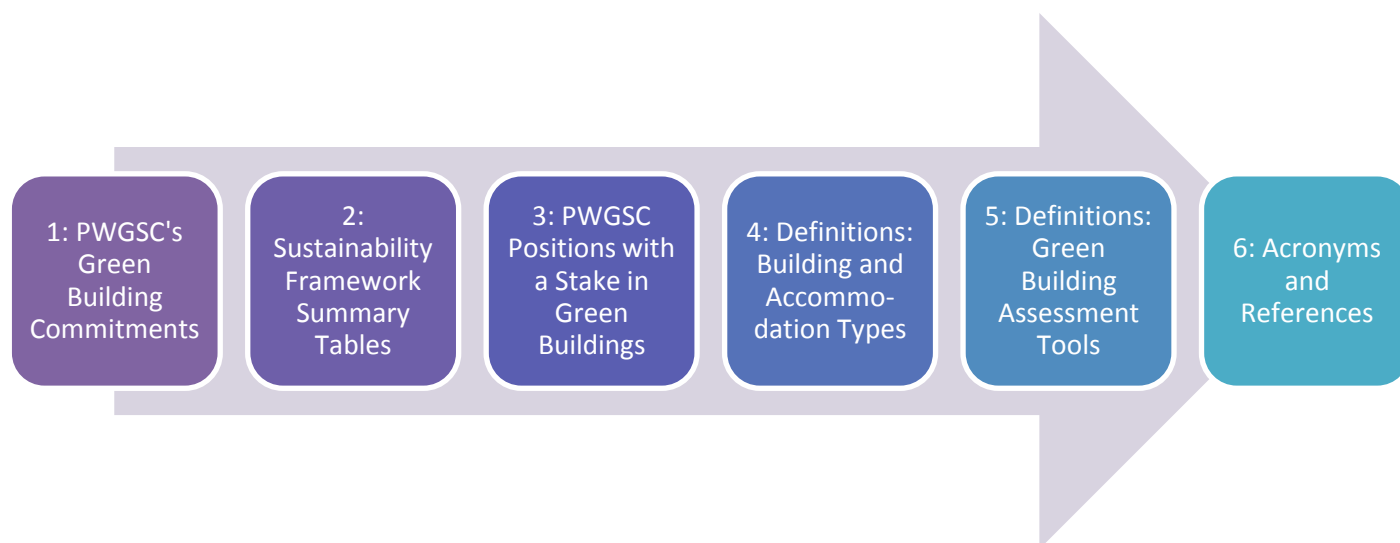 1: PWGSC's
Green
Building
Commitments
2:
Sustainability
Framework
Summary
Tables
3: PWGSC
Positions with
a Stake in
Green
Buildings
4: Definitions:
Building and
Accommo-
dation Types
5: Definitions:
Green
Building
Assessment
Tools
6: Acronyms
and
References